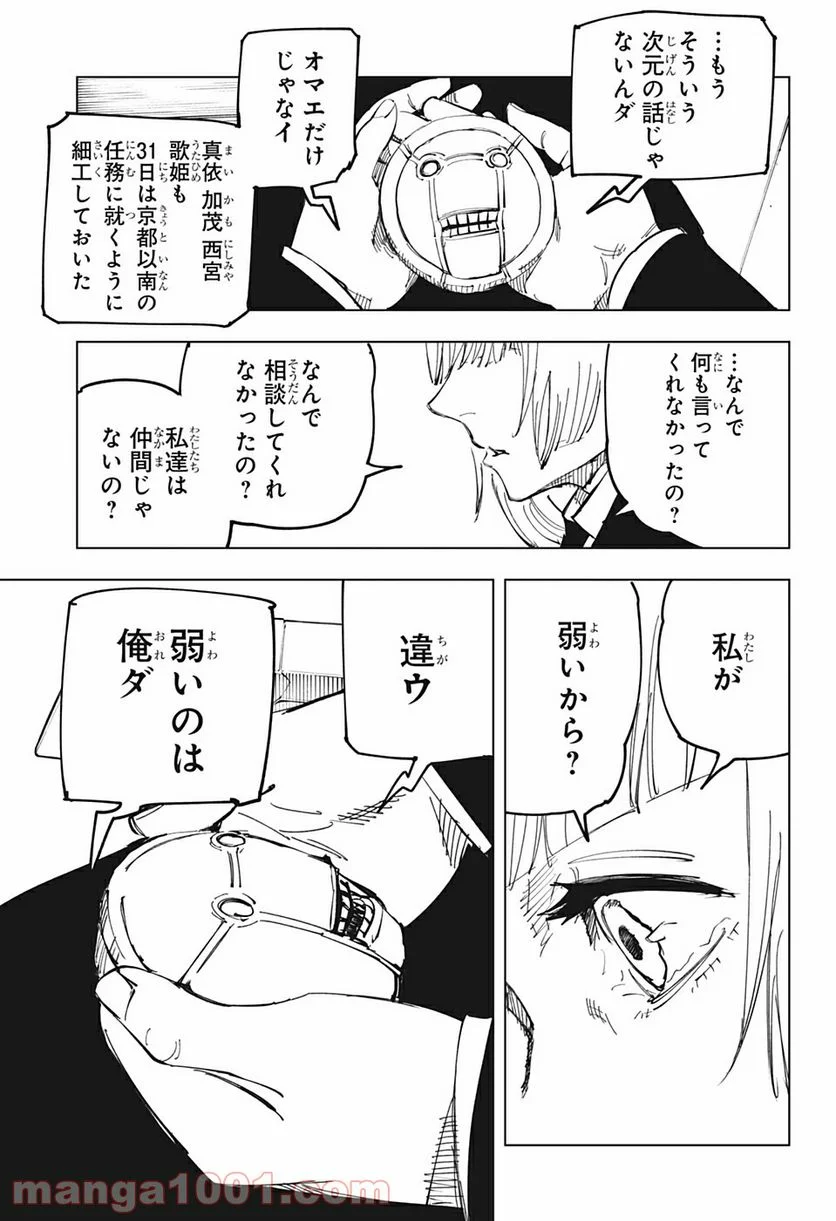 …もう
そういう
次元の話じゃ
ないんダ
オマエだけ
じゃなイ
真依 加茂 西宮
歌姫も
31日は京都以南の
任務に就くように
細工しておいた
…なんで
何も言って
くれなかったの?
なんで
相談してくれ
なかったの?
私達は
仲間じゃ
ないの?
私が
弱いから?
違ウ
弱いのは
俺ダ
manga1001.com